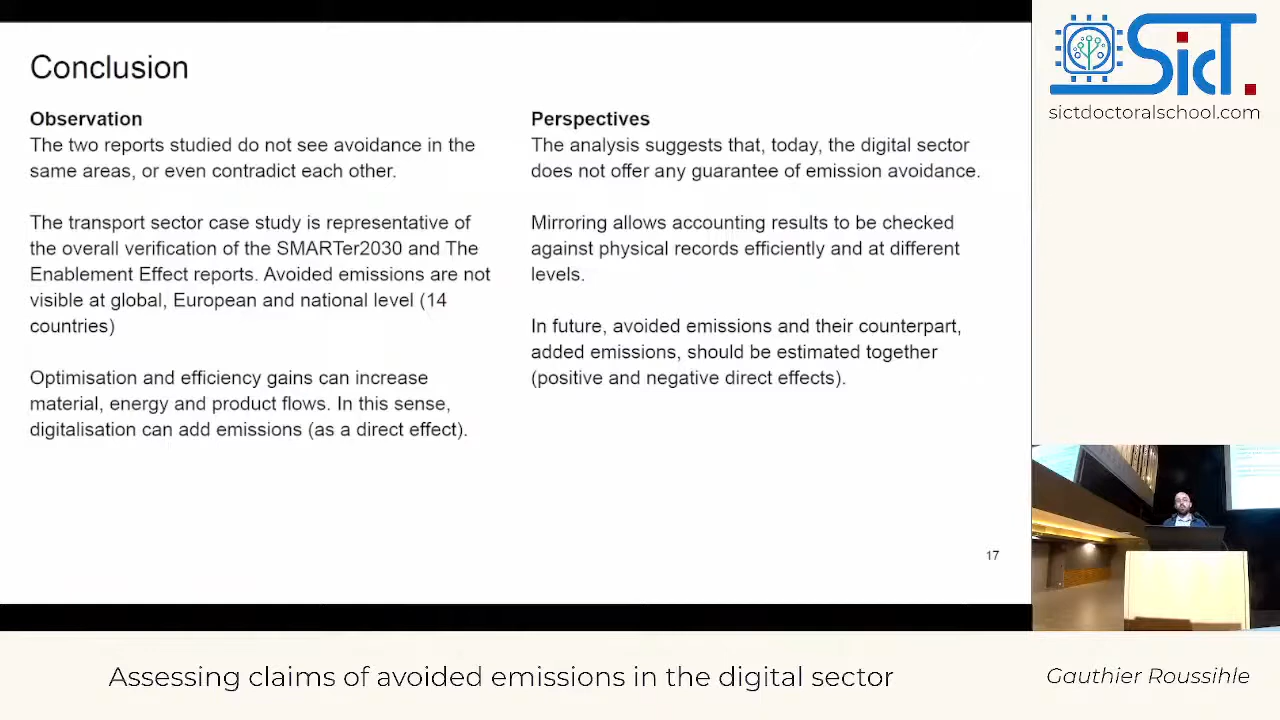 Conclusion
Observation
The two reports studied do not see avoidance in the
same areas, or even contradict each other.
The transport sector case study is representative of
the overall verification of the SMARTer2030 and The
Enablement Effect reports. Avoided emissions are not
visible at global, European and national level (14
countries)
Optimisation and efficiency gains can increase
material, energy and product flows. In this sense,
digitalisation can add emissions (as a direct effect).
Perspectives
The analysis suggests that, today, the digital sector
does not offer any guarantee of emission avoidance.
Mirroring allows accounting results to be checked
against physical records efficiently and at different
levels.
In future, avoided emissions and their counterpart,
added emissions, should be estimated together
(positive and negative direct effects).
17
SicT.
sictdoctoralschool.com
Assessing claims of avoided emissions in the digital sector
Gauthier Roussihle